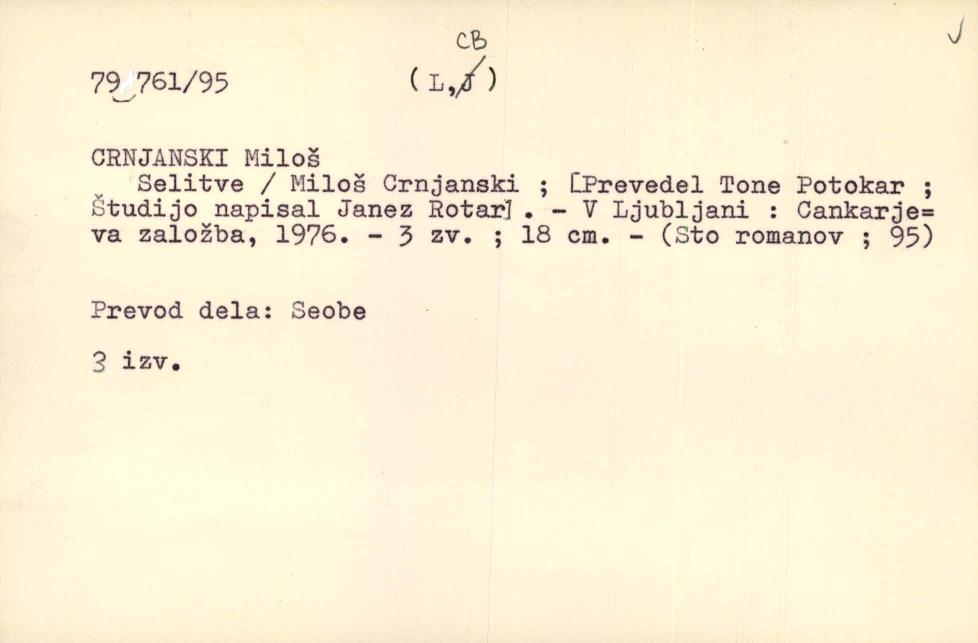 CB
79 761/95 (L,J)
CRNJANSKI Miloš
Selitve / Miloš Crnjanski ; [Prevedel Tone Potokar ;
Študijo napisal Janez Rotar] . - V Ljubljani : Cankarje=
va založba, 1976. - 3 zv. ; 18 cm. - (Sto romanov ; 95)
Prevod dela: Seobe
3 izv.